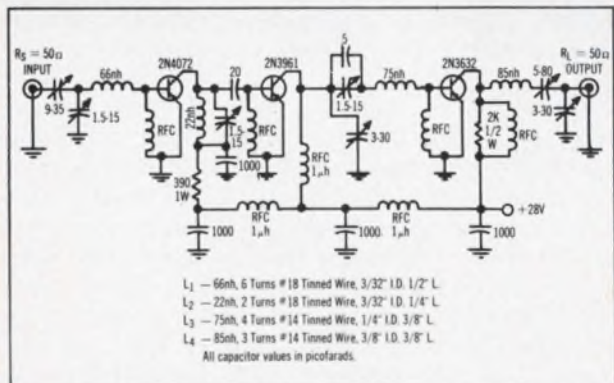 R_S = 50Ω
INPUT
9-35
66nh
1.5-15
RFC
2N4072
22nh
20
1.5-
15
1000
390
1W
1000
RFC
2N3961
RFC
1μh
RFC
1μh
5
1.5-15
3-30
75nh
RFC
2N3632
1000
RFC
1μh
85nh
2K
1/2
W
RFC
5-80
3-30
R_L = 50Ω
OUTPUT
+28V
1000
L₁ — 66nh, 6 Turns #18 Tinned Wire, 3/32" I.D. 1/2" L.
L₂ — 22nh, 2 Turns #18 Tinned Wire, 3/32" I.D. 1/4" L.
L₃ — 75nh, 4 Turns #14 Tinned Wire, 1/4" I.D. 3/8" L.
L₄ — 85nh, 3 Turns #14 Tinned Wire, 3/8" I.D. 3/8" L.
All capacitor values in picofarads.